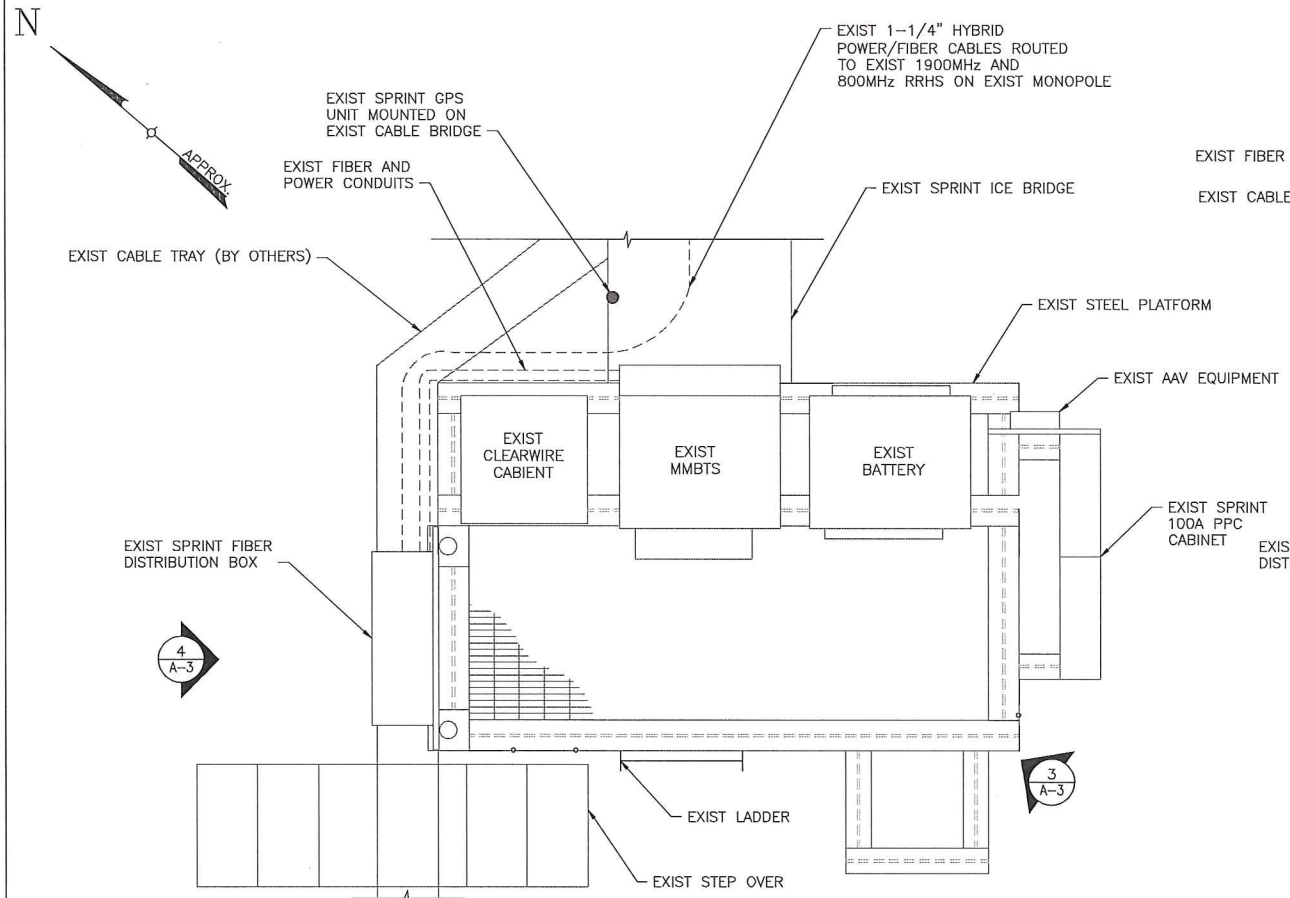 N
APPROX.
EXIST 1-1/4" HYBRID
POWER/FIBER CABLES ROUTED
TO EXIST 1900MHz AND
800MHz RRHS ON EXIST MONOPOLE
EXIST SPRINT GPS
UNIT MOUNTED ON
EXIST CABLE BRIDGE
EXIST FIBER AND
POWER CONDUITS
EXIST FIBER
EXIST CABLE
EXIST SPRINT ICE BRIDGE
EXIST CABLE TRAY (BY OTHERS)
EXIST STEEL PLATFORM
EXIST AAV EQUIPMENT
EXIST
CLEARWIRE
CABIENT
EXIST
MMBTS
EXIST
BATTERY
EXIST SPRINT
100A PPC
CABINET
EXIS
DIST
EXIST SPRINT FIBER
DISTRIBUTION BOX
4
A-3
3
A-3
EXIST LADDER
EXIST STEP OVER